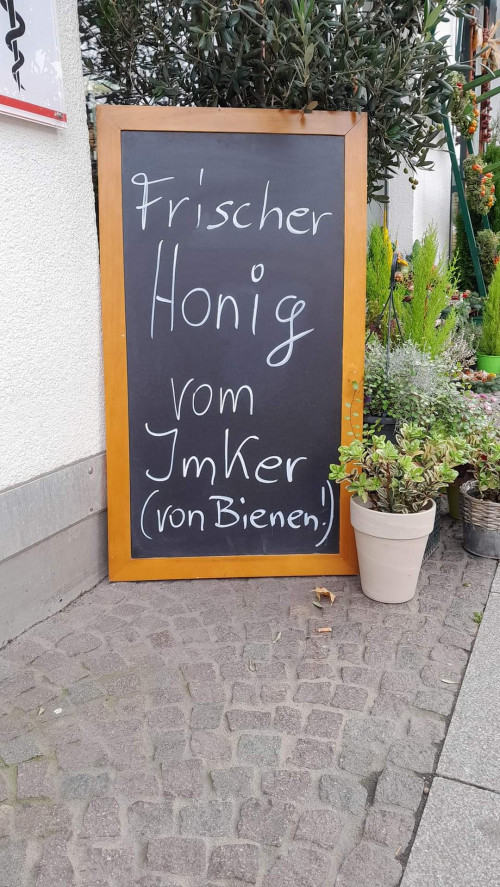 Frischer
Honig
vom
Imker
(von Bienen!)